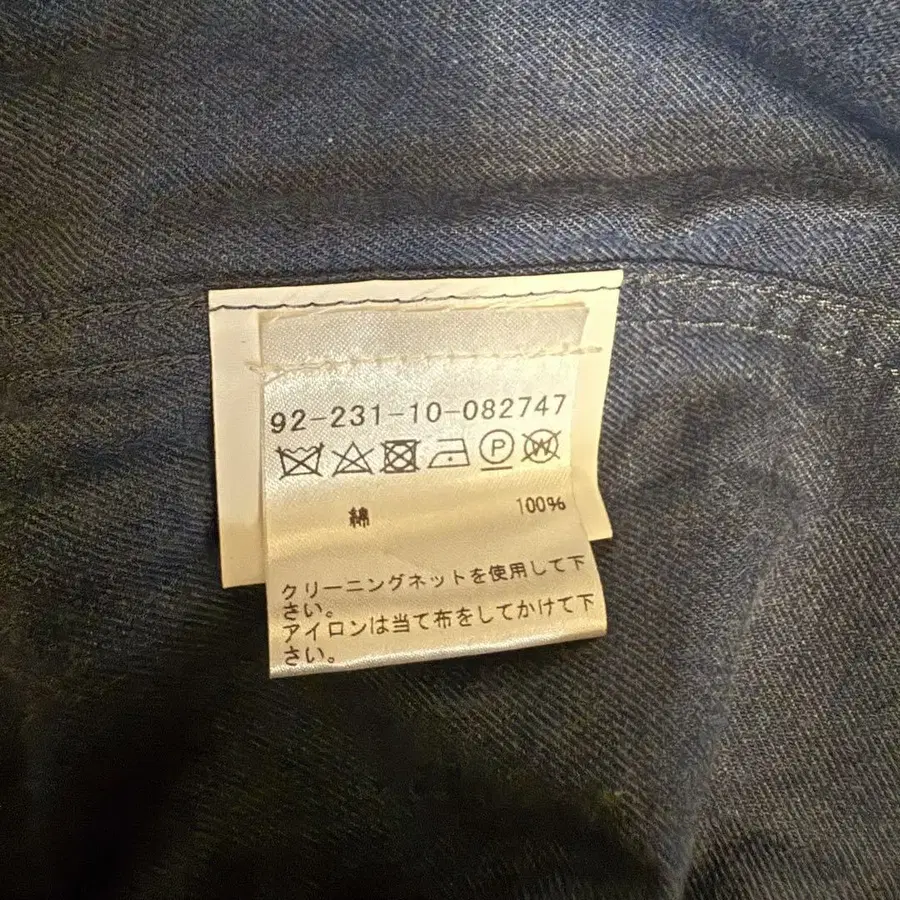 92-231-10-082747
P W
綿 100%
クリーニングネットを使用して下
さい。
アイロンは当て布をしてかけて下
さい。